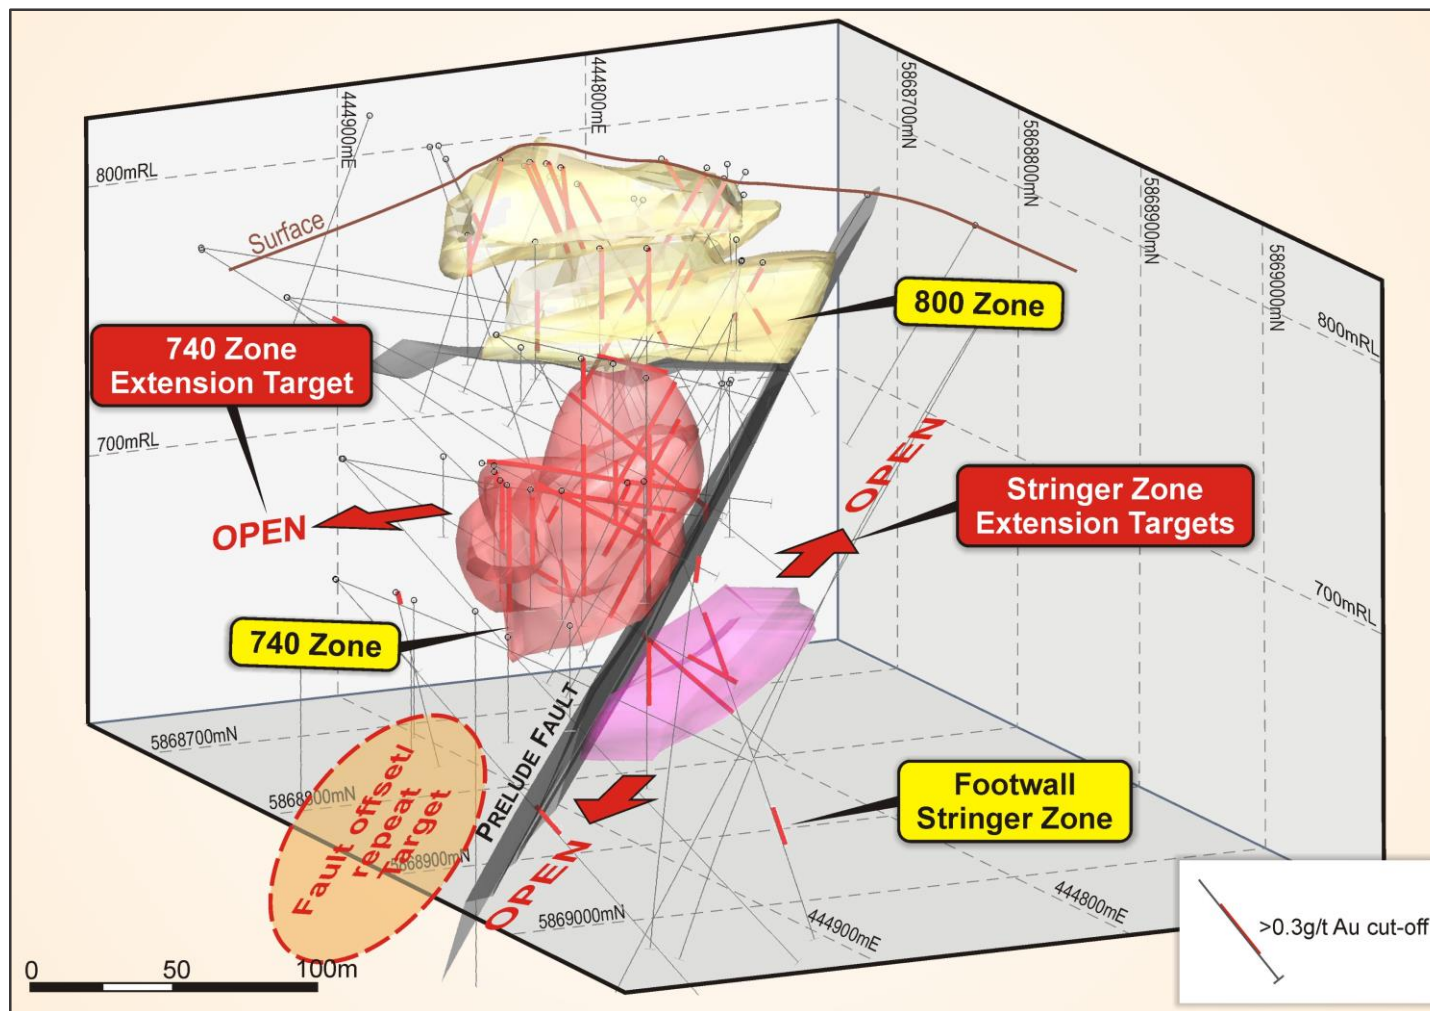 444900mE
444800mE
5868700mN
5868800mN
5868900mN
5869000mN
800mRL
Surface
800 Zone
800mRL
740 Zone
Extension Target
700mRL
OPEN
OPEN
Stringer Zone
Extension Targets
700mRL
740 Zone
PRELUDE FAULT
5868700mN
5868800mN
5868900mN
5869000mN
Fault offset/
repeat
Target
OPEN
Footwall
Stringer Zone
444900mE
444800mE
>0.3g/t Au cut-off
0 50 100m